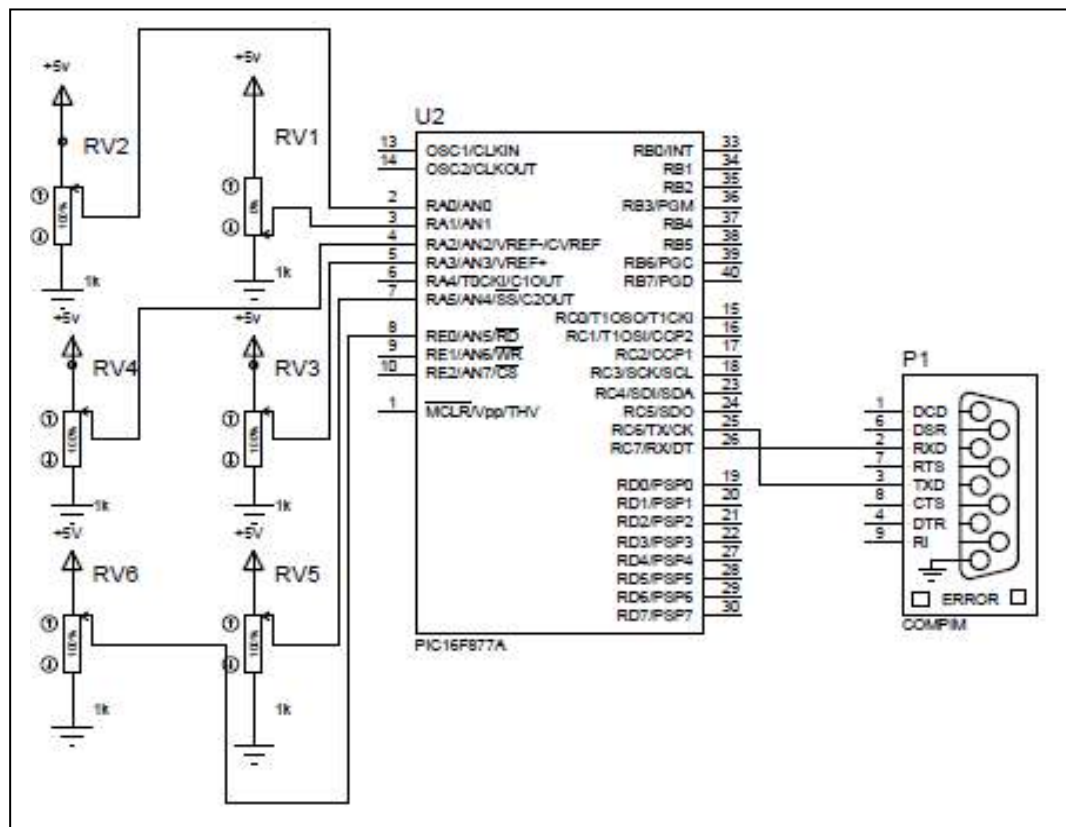 +5v
RV2
100%
1k
+5v
RV1
0%
1k
+5v
RV4
100%
1k
+5v
RV3
100%
1k
+5V
RV6
100%
1k
+5V
RV5
100%
1k
U2
13 OSC1/CLKIN
14 OSC2/CLKOUT
2 RA0/AN0
3 RA1/AN1
4 RA2/AN2/VREF-/CVREF
5 RA3/AN3/VREF+
6 RA4/T0CKI/C1OUT
7 RA5/AN4/SS/C2OUT
8 RE0/AN5/RD
9 RE1/AN6/WR
10 RE2/AN7/CS
1 MCLR/Vpp/THV
RB0/INT 33
RB1 34
RB2 35
RB3/PGM 36
RB4 37
RB5 38
RB6/PGC 39
RB7/PGD 40
RC0/T1OSO/T1CKI 15
RC1/T1OSI/CCP2 16
RC2/CCP1 17
RC3/SCK/SCL 18
RC4/SDI/SDA 23
RC5/SDO 24
RC6/TX/CK 25
RC7/RX/DT 26
RD0/PSP0 19
RD1/PSP1 20
RD2/PSP2 21
RD3/PSP3 22
RD4/PSP4 27
RD5/PSP5 28
RD6/PSP6 29
RD7/PSP7 30
PIC16F877A
P1
1 DCD
6 DSR
2 RXD
7 RTS
3 TXD
8 CTS
4 DTR
9 RI
ERROR
COMPIM